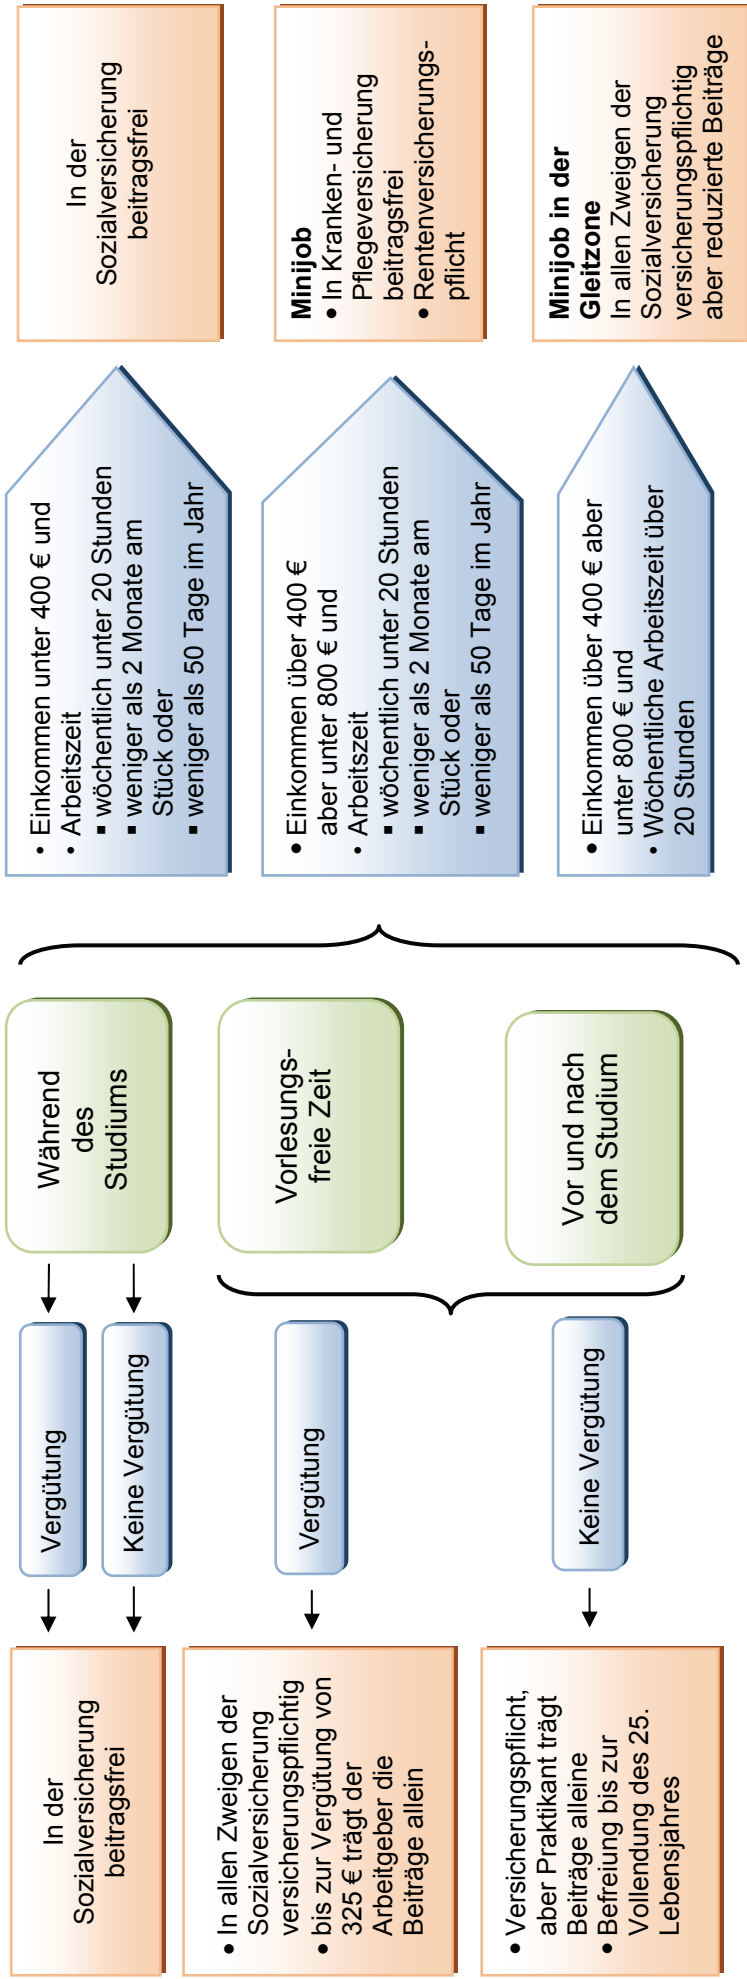 In der
Sozialversicherung
beitragsfrei
Vergütung
Keine Vergütung
Während
des
Studiums
• Einkommen unter 400 € und
• Arbeitszeit
▪ wöchentlich unter 20 Stunden
▪ weniger als 2 Monate am
Stück oder
▪ weniger als 50 Tage im Jahr
In der
Sozialversicherung
beitragsfrei
• In allen Zweigen der
Sozialversicherung
versicherungspflichtig
• bis zur Vergütung von
325 € trägt der
Arbeitgeber die
Beiträge allein
Vergütung
Vorlesungs-
freie Zeit
• Einkommen über 400 €
aber unter 800 € und
• Arbeitszeit
▪ wöchentlich unter 20 Stunden
▪ weniger als 2 Monate am
Stück oder
▪ weniger als 50 Tage im Jahr
Minijob
• In Kranken- und
Pflegeversicherung
beitragsfrei
• Rentenversicherungs-
pflicht
• Versicherungspflicht,
aber Praktikant trägt
Beiträge alleine
• Befreiung bis zur
Vollendung des 25.
Lebensjahres
Keine Vergütung
Vor und nach
dem Studium
• Einkommen über 400 € aber
unter 800 € und
• Wöchentliche Arbeitszeit über
20 Stunden
Minijob in der
Gleitzone
In allen Zweigen der
Sozialversicherung
versicherungspflichtig
aber reduzierte Beiträge